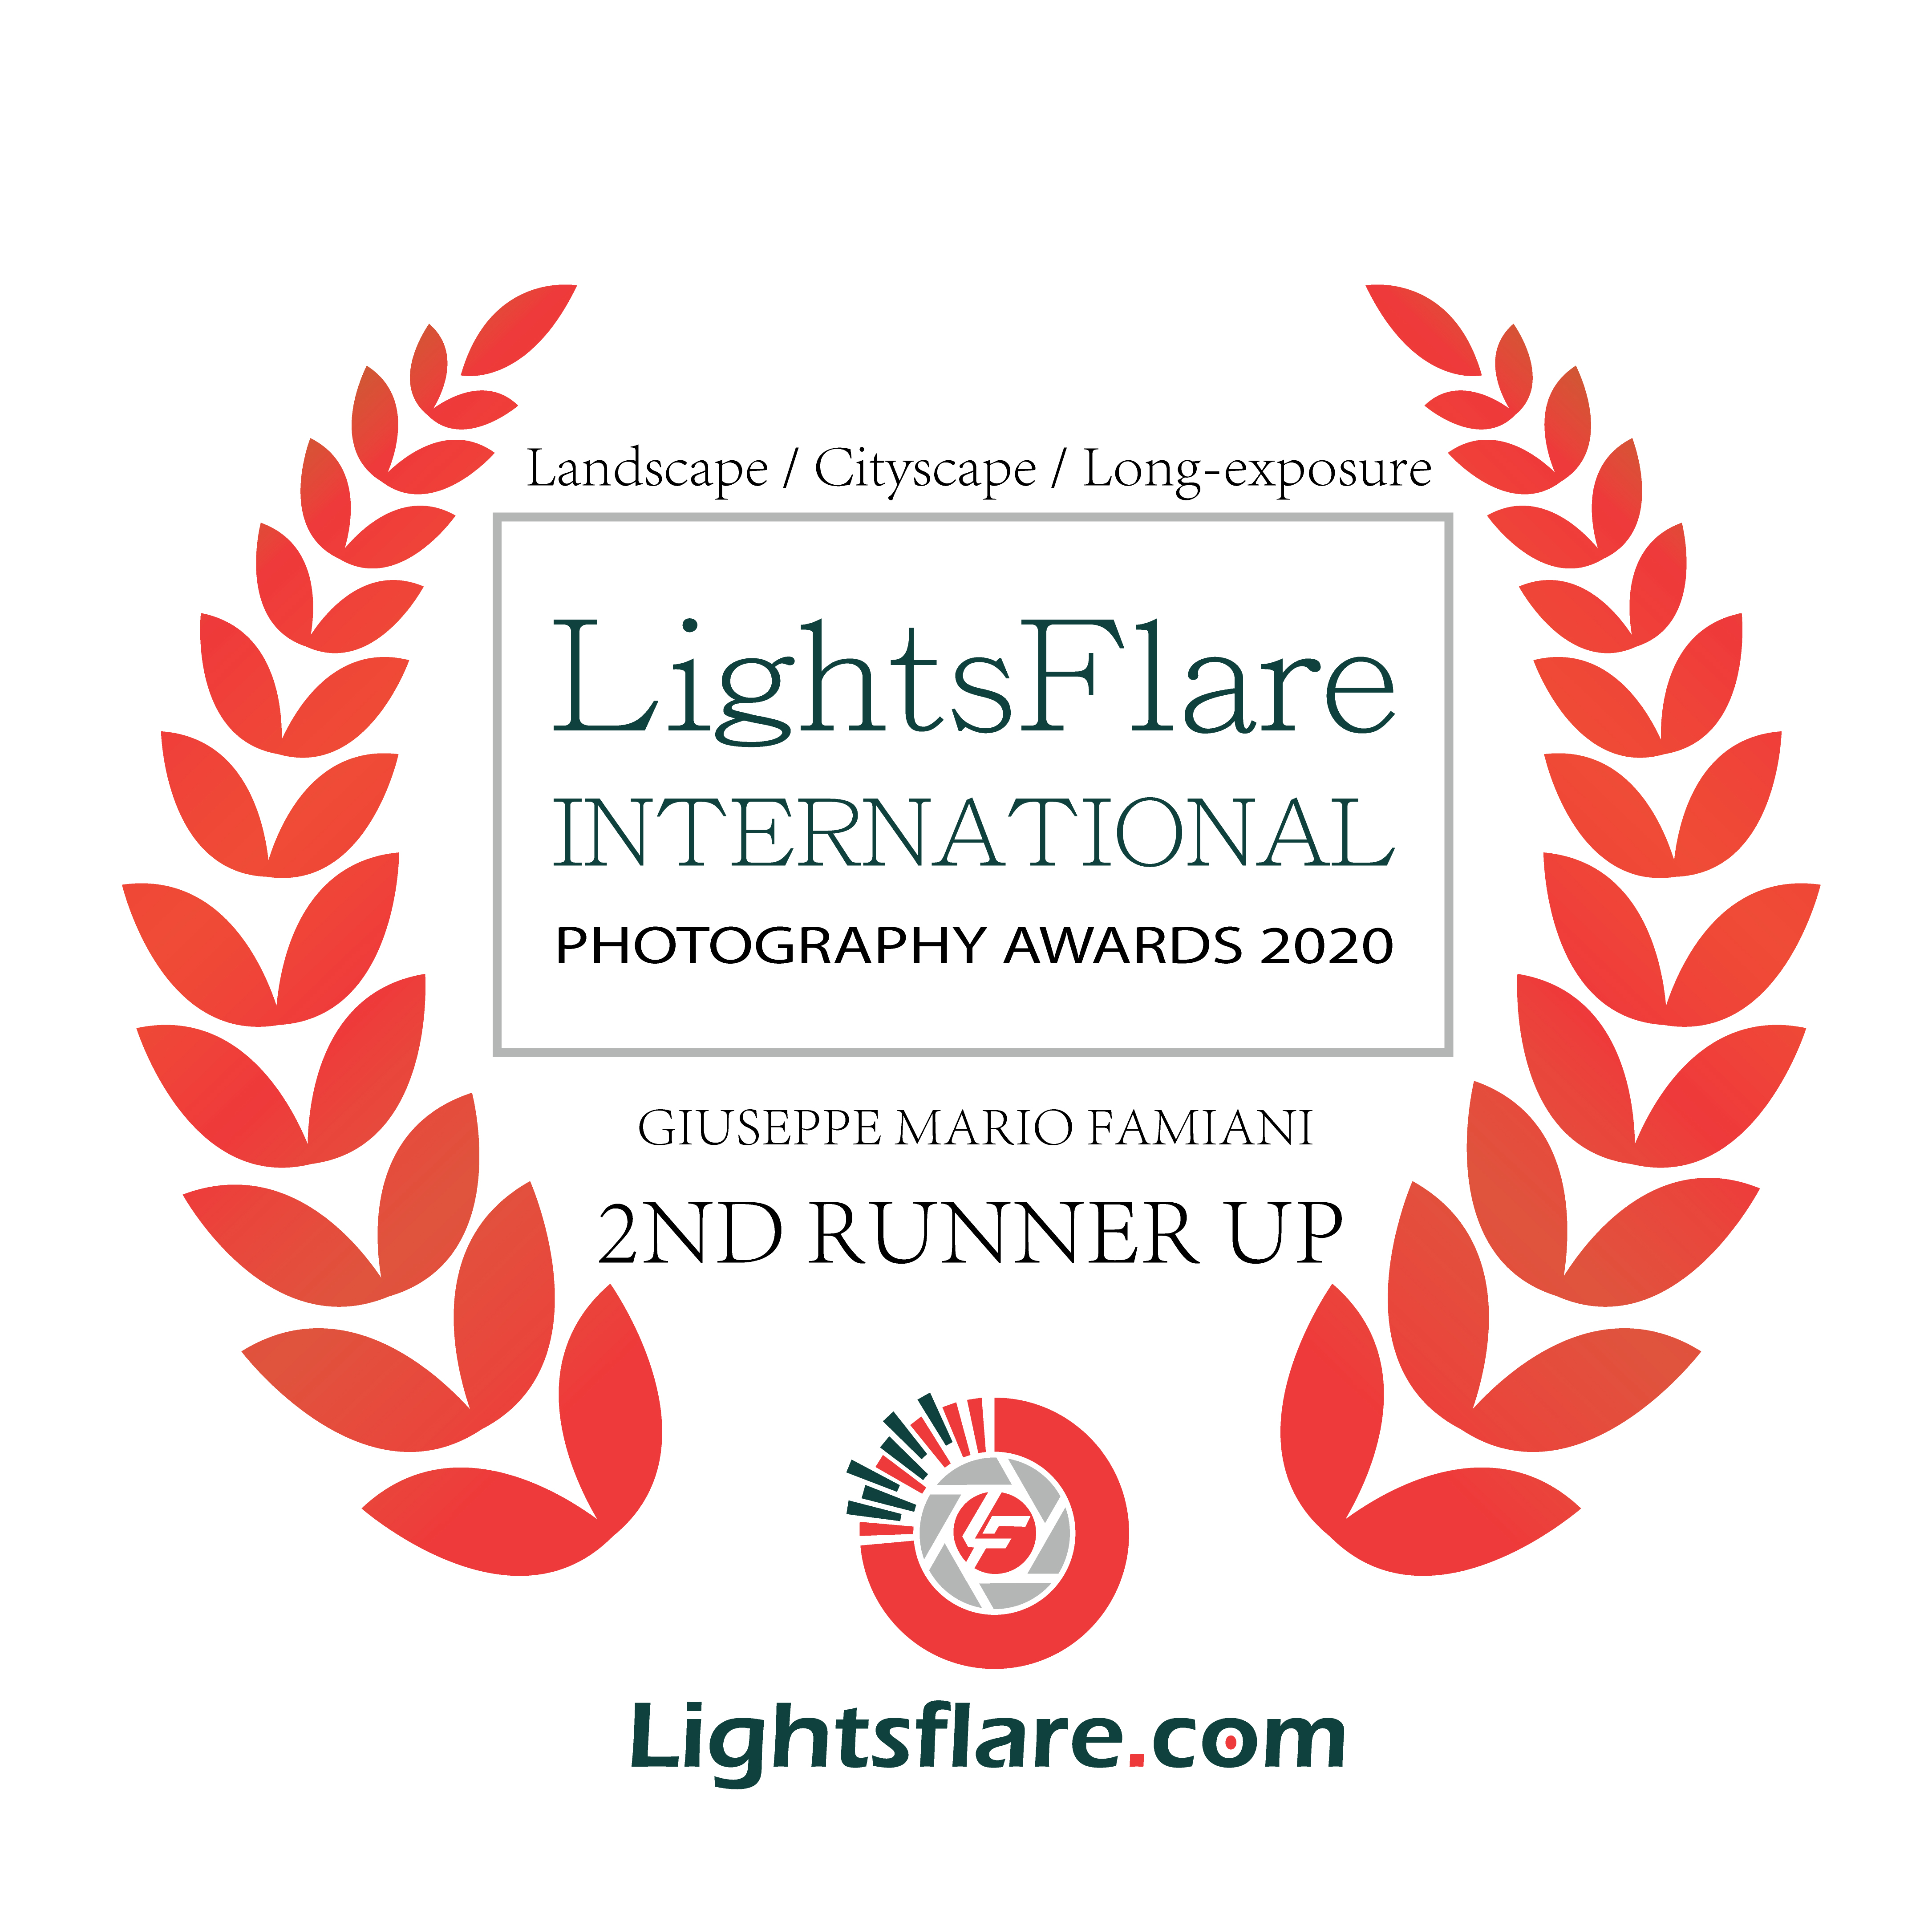 Landscape / Cityscape / Long-exposure
LightsFlare
INTERNATIONAL
PHOTOGRAPHY AWARDS 2020
GIUSEPPE MARIO FAMIANI
2ND RUNNER UP
Lightsflare.com